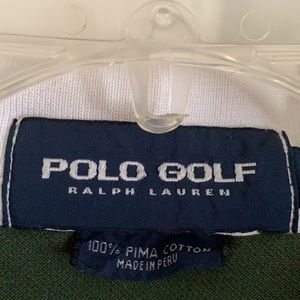 POLO GOLF
RALPH LAUREN
100% PIMA COTTON
MADE IN PERU